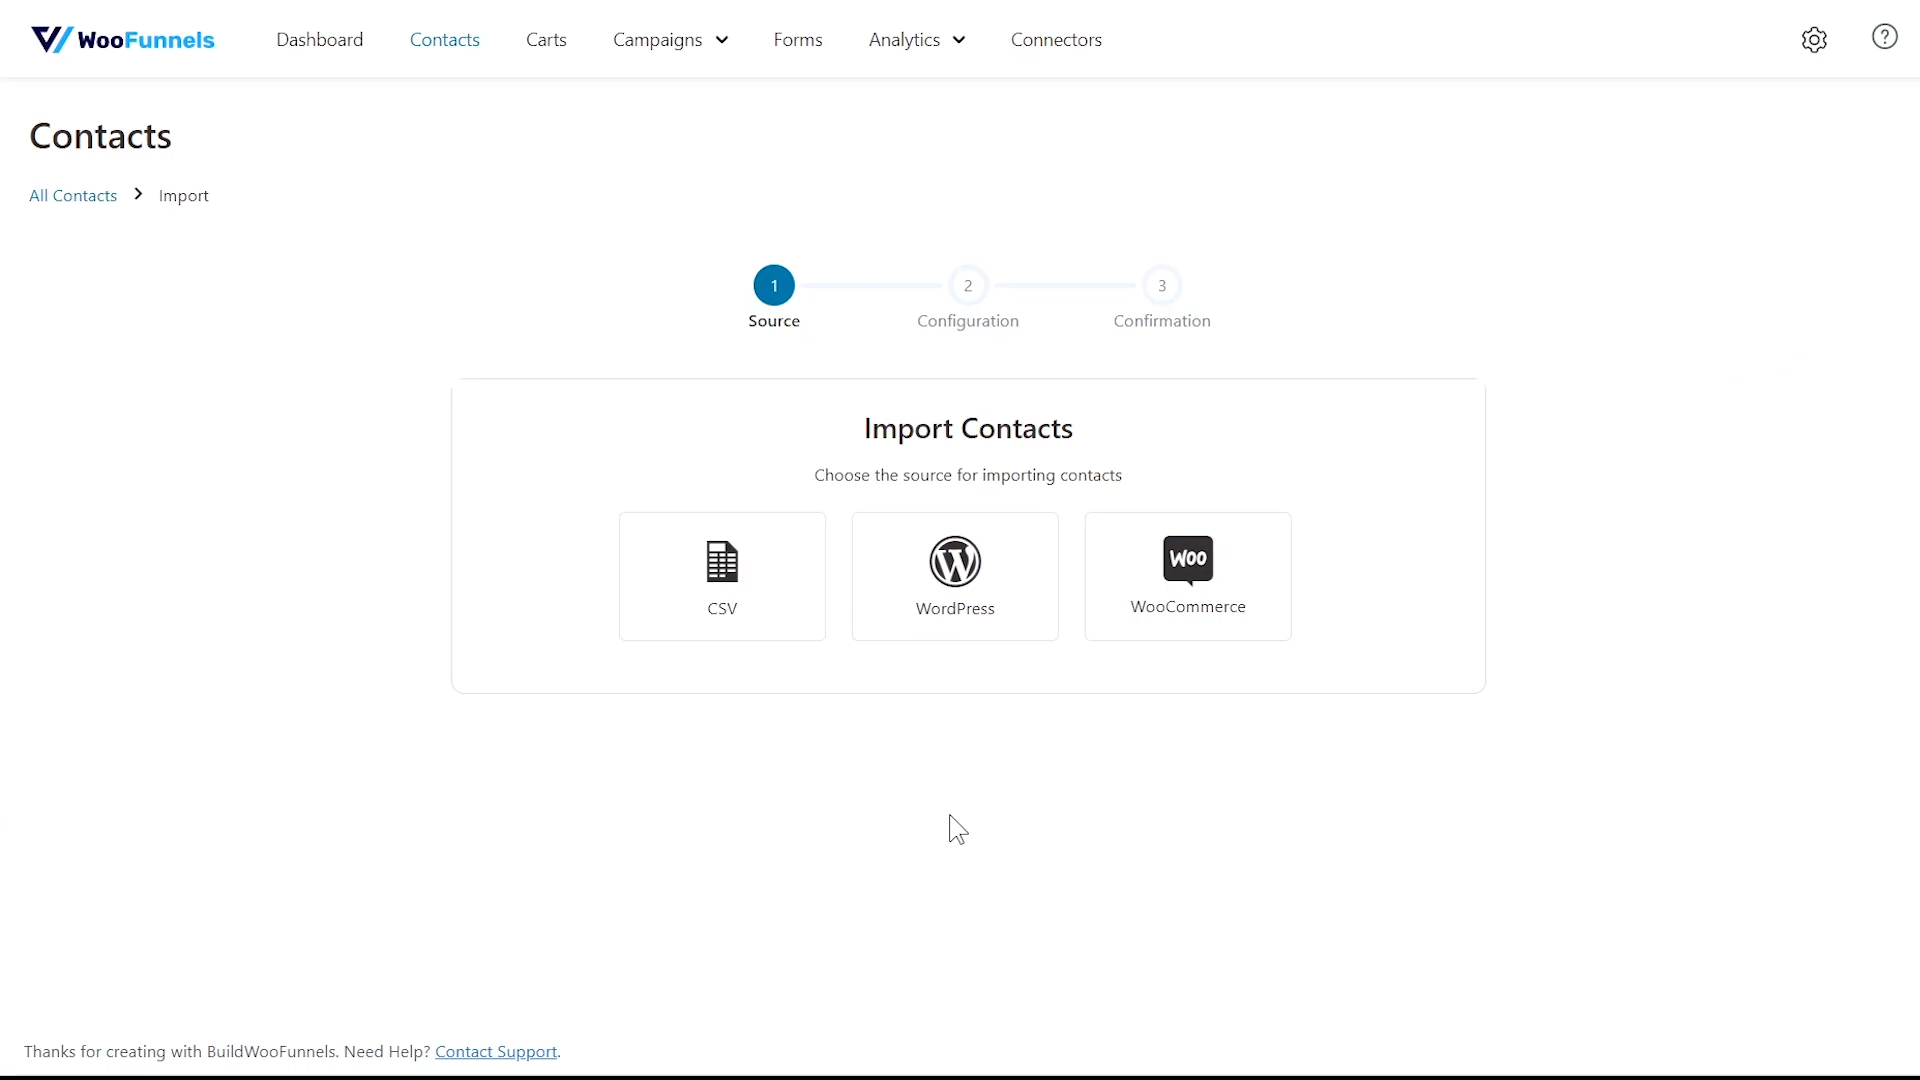 WooFunnels Dashboard Contacts Carts Campaigns Forms Analytics Connectors
Contacts
All Contacts Import
1 2 3
Source Configuration Confirmation
Import Contacts
Choose the source for importing contacts
Woo
CSV WordPress WooCommerce
Thanks for creating with BuildWooFunnels. Need Help? Contact Support.